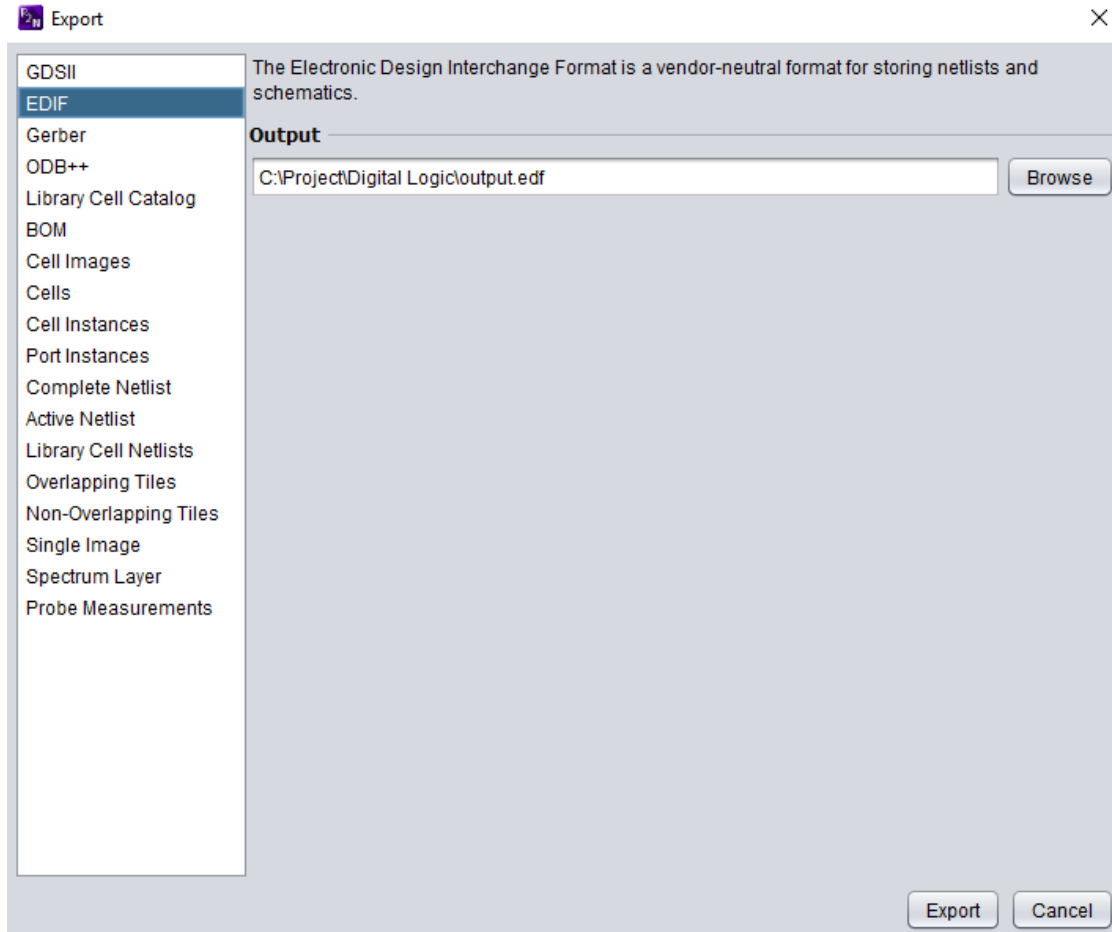 P2N Export
GDSII
EDIF
Gerber
ODB++
Library Cell Catalog
BOM
Cell Images
Cells
Cell Instances
Port Instances
Complete Netlist
Active Netlist
Library Cell Netlists
Overlapping Tiles
Non-Overlapping Tiles
Single Image
Spectrum Layer
Probe Measurements
The Electronic Design Interchange Format is a vendor-neutral format for storing netlists and
schematics.
Output
C:\Project\Digital Logic\output.edf Browse
Export Cancel